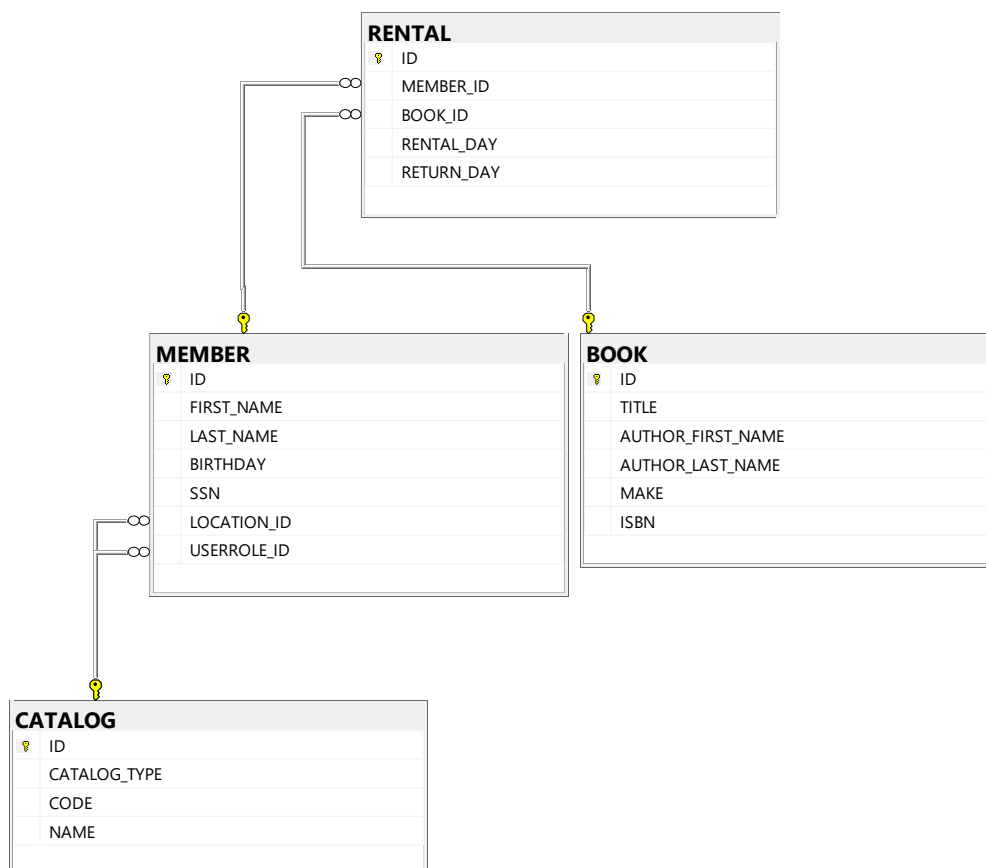 RENTAL
ID
MEMBER_ID
BOOK_ID
RENTAL_DAY
RETURN_DAY
MEMBER
ID
FIRST_NAME
LAST_NAME
BIRTHDAY
SSN
LOCATION_ID
USERROLE_ID
BOOK
ID
TITLE
AUTHOR_FIRST_NAME
AUTHOR_LAST_NAME
MAKE
ISBN
CATALOG
ID
CATALOG_TYPE
CODE
NAME